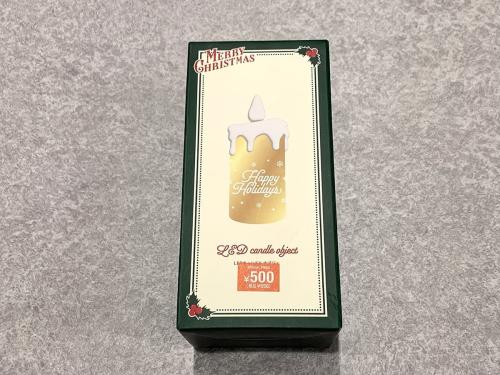 MERRY
CHRISTMAS
Happy
Holidays
LED candle object
¥500